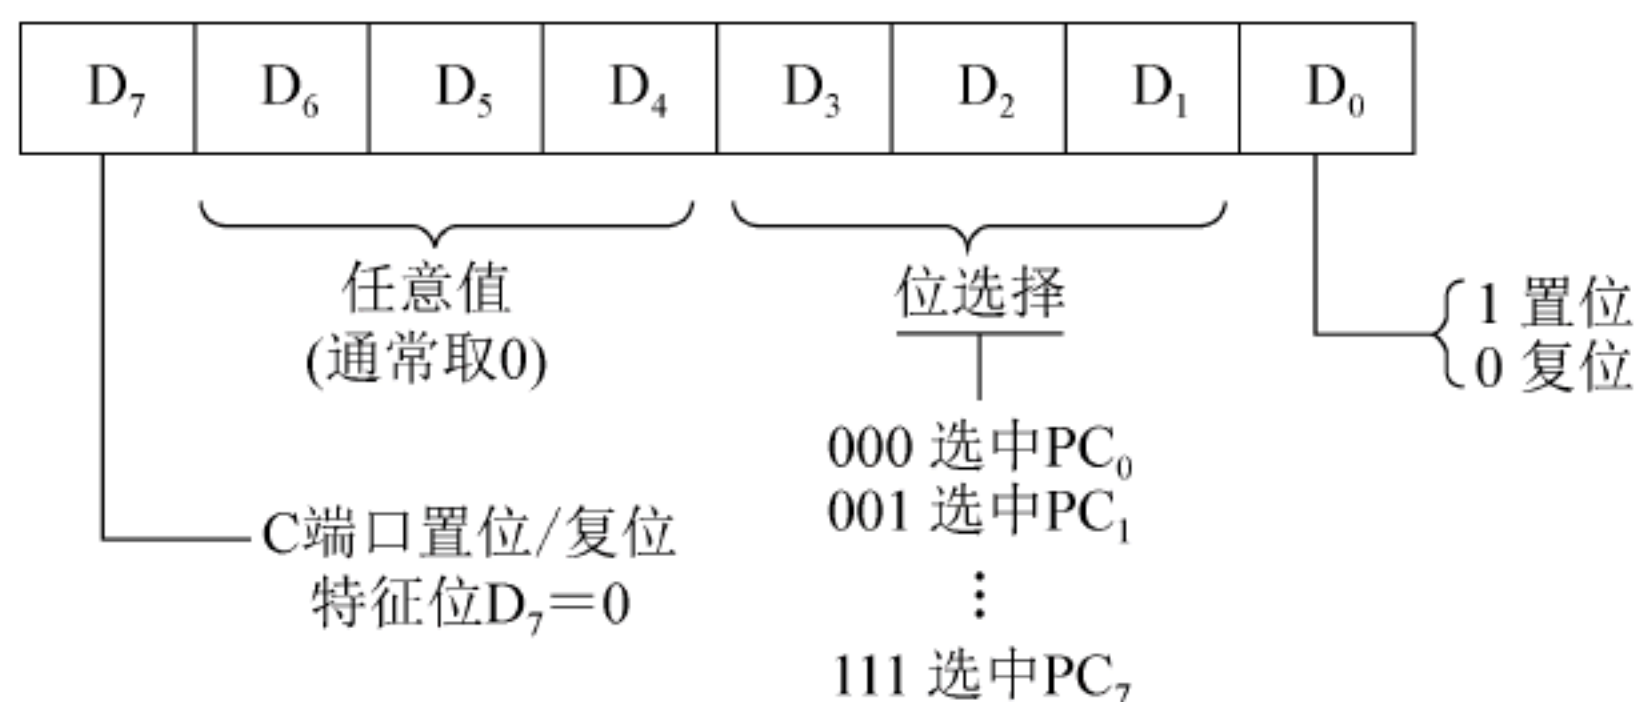 D₇ D₆ D₅ D₄ D₃ D₂ D₁ D₀
任意值
(通常取0)
位选择
1 置位
0 复位
000 选中PC₀
001 选中PC₁
⋮
111 选中PC₇
C端口置位/复位
特征位D₇=0